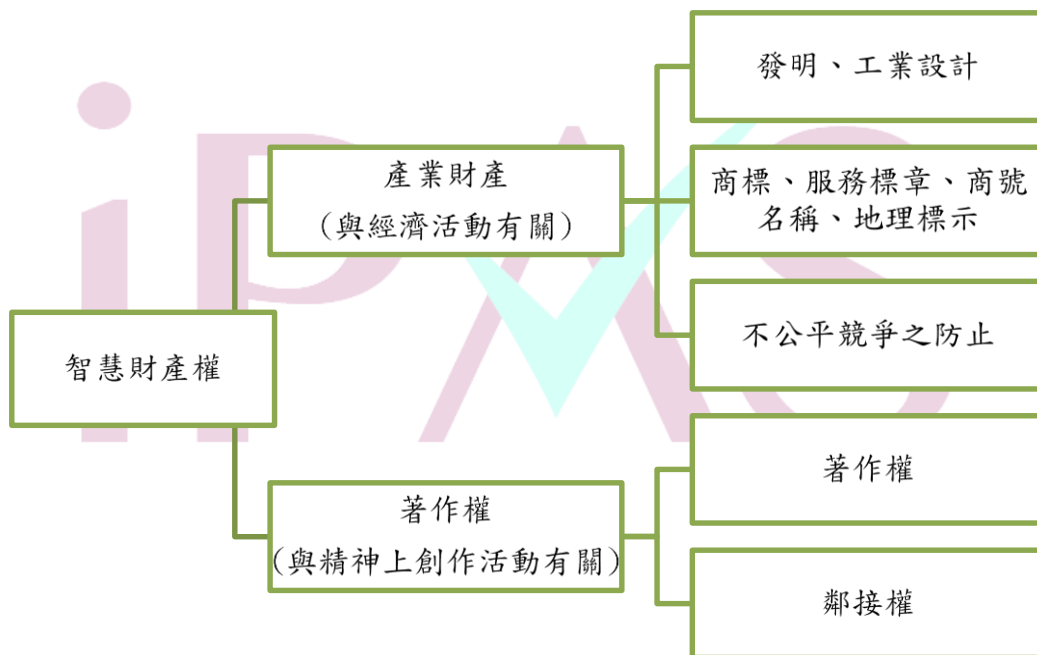 智慧財產權
產業財產
(與經濟活動有關)
發明、工業設計
商標、服務標章、商號
名稱、地理標示
不公平競爭之防止
著作權
(與精神上創作活動有關)
著作權
鄰接權
iPAS